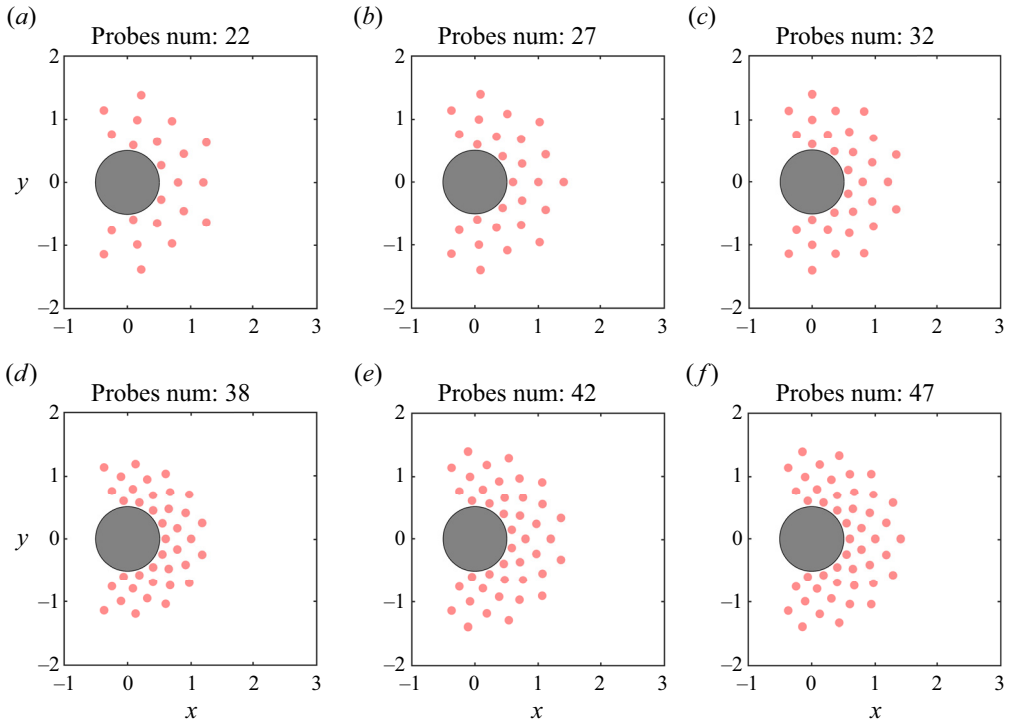 (a) (b) (c)
Probes num: 22 Probes num: 27 Probes num: 32
2 2 2
1 1 1
y 0 0 0
–1 –1 –1
–2 –2 –2
–1 0 1 2 3 –1 0 1 2 3 –1 0 1 2 3
(d) (e) (f)
Probes num: 38 Probes num: 42 Probes num: 47
2 2 2
1 1 1
y 0 0 0
–1 –1 –1
–2 –2 –2
–1 0 1 2 3 –1 0 1 2 3 –1 0 1 2 3
x x x